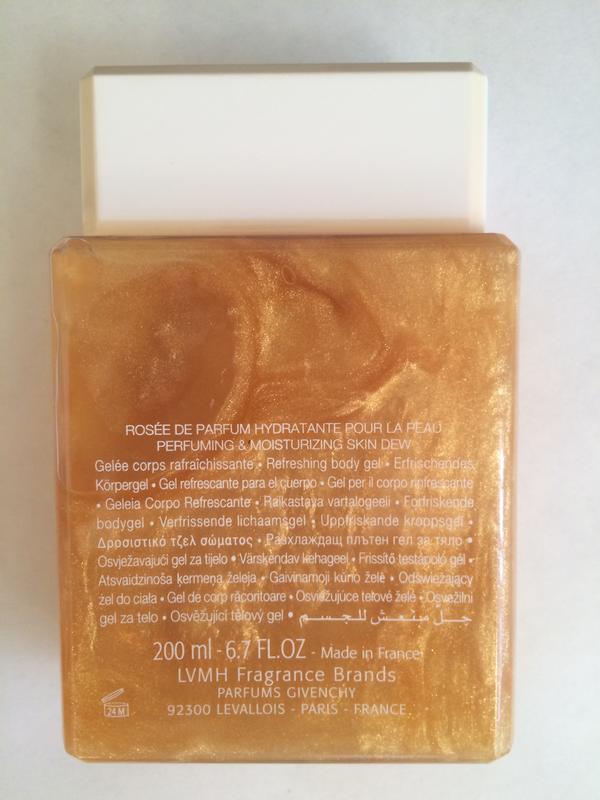 ROSÉE DE PARFUM HYDRATANTE POUR LA PEAU
PERFUMING & MOISTURIZING SKIN DEW
Gelée corps rafraîchissante • Refreshing body gel • Erfrischendes
Körpergel • Gel refrescante para el cuerpo • Gel per il corpo rinfrescante
• Geleia Corpo Refrescante • Raikastava vartalogeeli • Forfriskende
bodygel • Verfrissende lichaamsgel • Uppfriskande kroppsgel •
Δροσιστικό τζελ σώματος • Разхлаждащ плътен гел за тяло •
Osvježavajući gel za tijelo • Värskendav kehageel • Frissítő testápoló gél •
Atsvaidzinoša ķermeņa želeja • Gaivinamoji kūno želė • Odświeżający
żel do ciała • Gel de corp răcoritoare • Osviežujúce telové želé • Osvežilni
gel za telo • Osvěžující tělový gel • جل منعش للجسم
200 ml - 6.7 FL.OZ - Made in France
LVMH Fragrance Brands
PARFUMS GIVENCHY
24 M
92300 LEVALLOIS - PARIS - FRANCE